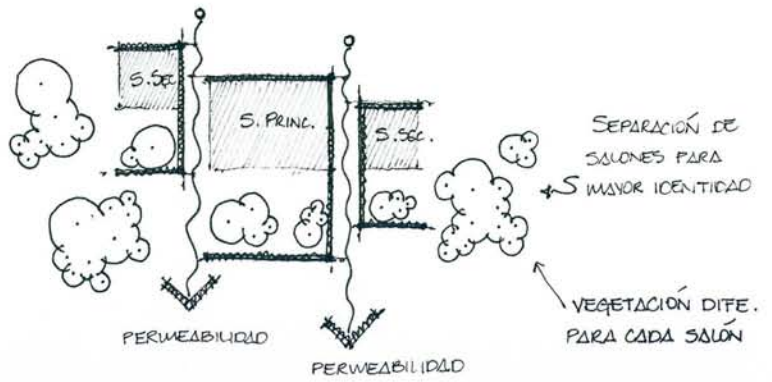 S. SEC.
S. PRINC.
S. SEC.
SEPARACIÓN DE
SALONES PARA
MAYOR IDENTIDAD
VEGETACIÓN DIFE.
PARA CADA SALÓN
PERMEABILIDAD
PERMEABILIDAD